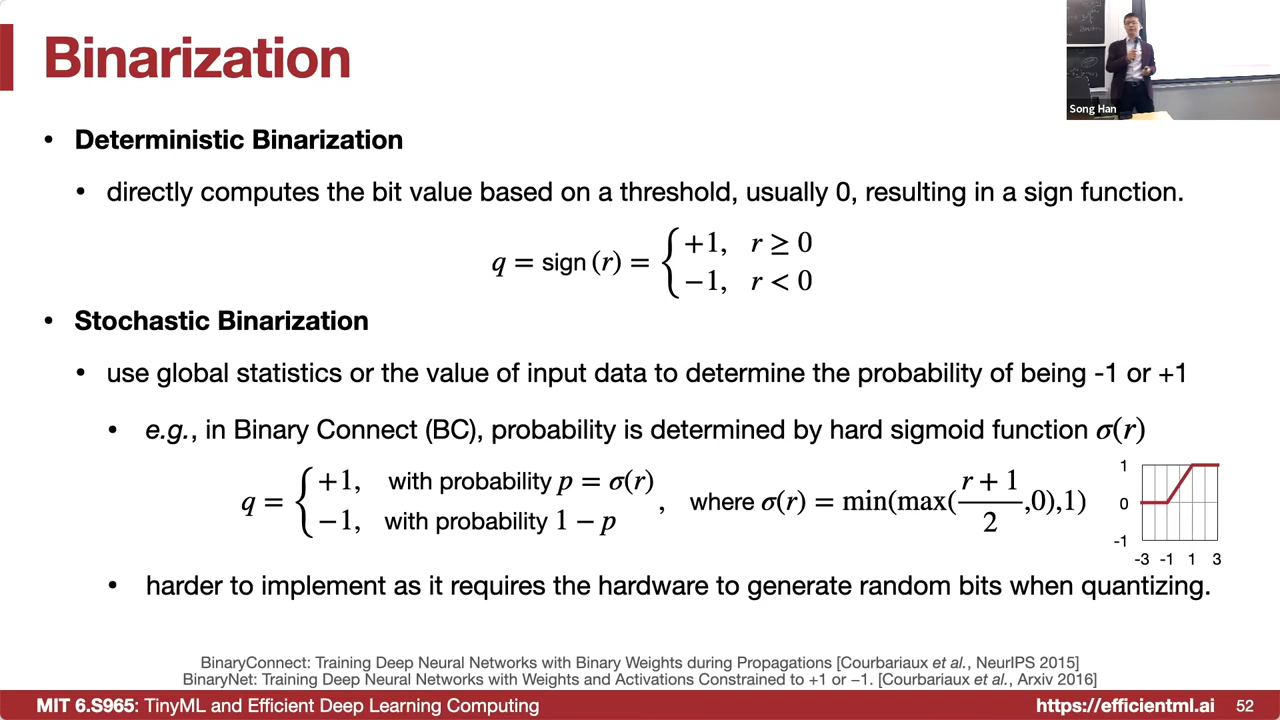 Binarization
Song Han
• Deterministic Binarization
• directly computes the bit value based on a threshold, usually 0, resulting in a sign function.
q = sign (r) = { +1, r ≥ 0
−1, r < 0
• Stochastic Binarization
• use global statistics or the value of input data to determine the probability of being -1 or +1
• e.g., in Binary Connect (BC), probability is determined by hard sigmoid function σ(r)
q = { +1, with probability p = σ(r)
−1, with probability 1 − p , where σ(r) = min(max((r + 1)/2,0),1)
1
0
-1
-3 -1 1 3
• harder to implement as it requires the hardware to generate random bits when quantizing.
BinaryConnect: Training Deep Neural Networks with Binary Weights during Propagations [Courbariaux et al., NeurIPS 2015]
BinaryNet: Training Deep Neural Networks with Weights and Activations Constrained to +1 or −1. [Courbariaux et al., Arxiv 2016]
MIT 6.S965: TinyML and Efficient Deep Learning Computing
https://efficientml.ai 52